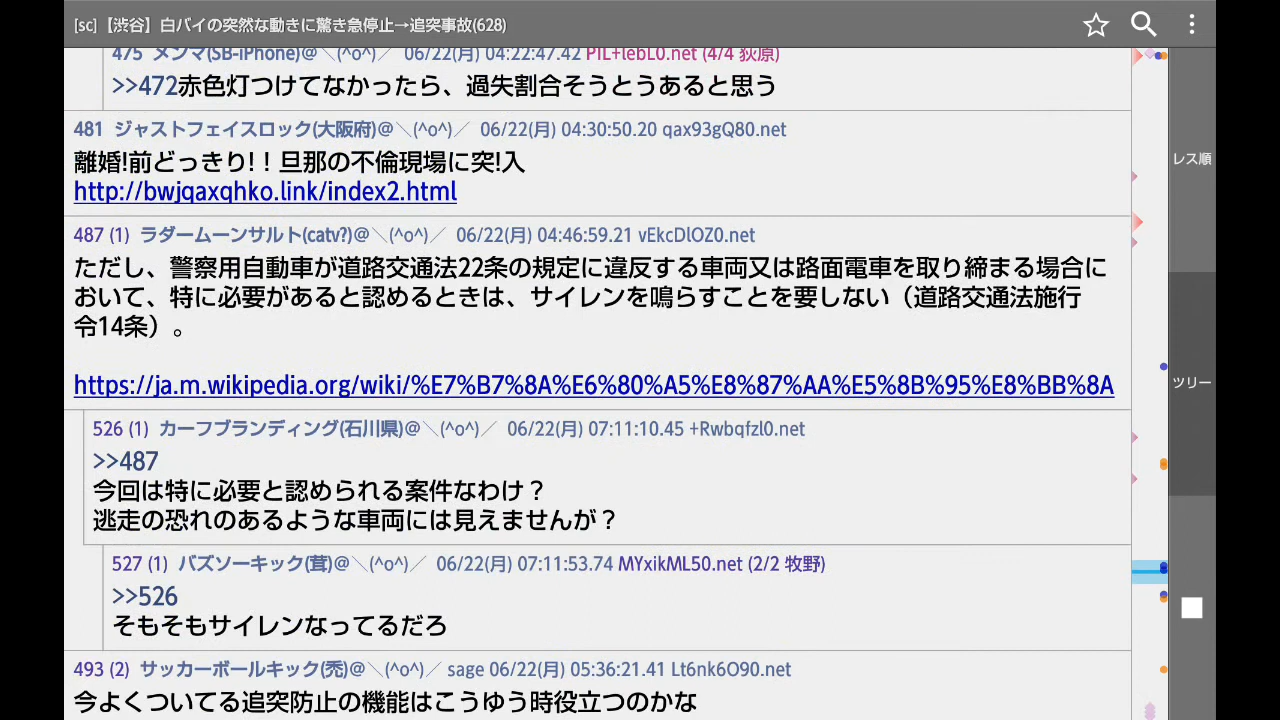 [sc]【渋谷】白バイの突然な動きに驚き急停止→追突事故(628)
475 メンマ(SB-iPhone)@＼(^o^)／ 06/22(月) 04:22:47.42 PIL+lebL0.net (4/4 荻原)
>>472赤色灯つけてなかったら、過失割合そうとうあると思う
481 ジャストフェイスロック(大阪府)@＼(^o^)／ 06/22(月) 04:30:50.20 qax93gQ80.net
離婚!前どっきり!！旦那の不倫現場に突!入
http://bwjqaxqhko.link/index2.html
487 (1) ラダームーンサルト(catv?)@＼(^o^)／ 06/22(月) 04:46:59.21 vEkcDlOZ0.net
ただし、警察用自動車が道路交通法22条の規定に違反する車両又は路面電車を取り締まる場合に
おいて、特に必要があると認めるときは、サイレンを鳴らすことを要しない（道路交通法施行
令14条）。
https://ja.m.wikipedia.org/wiki/%E7%B7%8A%E6%80%A5%E8%87%AA%E5%8B%95%E8%BB%8A
526 (1) カーフブランディング(石川県)@＼(^o^)／ 06/22(月) 07:11:10.45 +Rwbqfzl0.net
>>487
今回は特に必要と認められる案件なわけ？
逃走の恐れのあるような車両には見えませんが？
527 (1) バズソーキック(茸)@＼(^o^)／ 06/22(月) 07:11:53.74 MYxikML50.net (2/2 牧野)
>>526
そもそもサイレンなってるだろ
493 (2) サッカーボールキック(禿)@＼(^o^)／ sage 06/22(月) 05:36:21.41 Lt6nk6O90.net
今よくついてる追突防止の機能はこうゆう時役立つのかな
レス順
ツリー